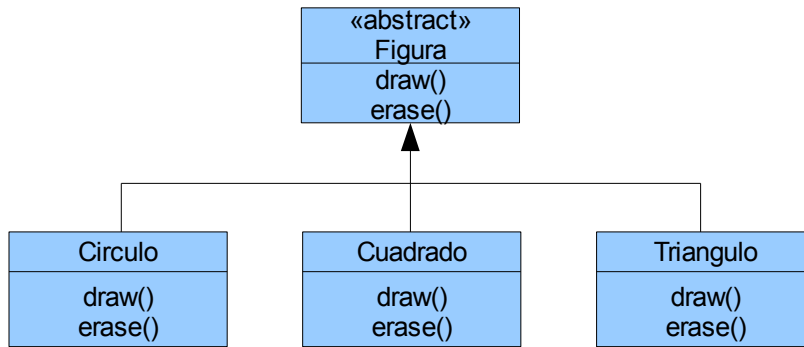 «abstract»
Figura
draw()
erase()
Circulo
draw()
erase()
Cuadrado
draw()
erase()
Triangulo
draw()
erase()